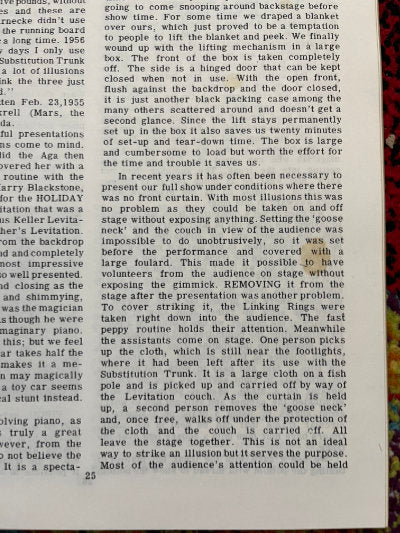 ive pounds, without
es and these are
rnecke didn't use
the running board
a long time. 1956
y days I only use
Substitution Trunk
a lot of illusions
ink the three just
d."
tten Feb. 23,1955
krell (Mars, the
da.
ful presentations
ns come to mind.
did the Aga then
overed her with a
routine with the
arry Blackstone,
for the HOLIDAY
itation that was a
us Keller Levita-
her's Levitation.
rom the backdrop
d and completely
most impressive
o well presented.
nd closing as the
and shimmying,
was the magician
s though he were
maginary piano.
this; but we feel
ar takes half the
makes it a me-
n may magically
a toy car seems
cal stunt instead.
olving piano, as
s truly a great
wever, from the
o not believe the
It is a specta-
going to come snooping around backstage before
show time. For some time we draped a blanket
over ours, which just proved to be a temptation
to people to lift the blanket and peek. We finally
wound up with the lifting mechanism in a large
box. The front of the box is taken completely
off. The side is a hinged door that can be kept
closed when not in use. With the open front,
flush against the backdrop and the door closed,
it is just another black packing case among the
many others scattered around and doesn't get a
second glance. Since the lift stays permanently
set up in the box it also saves us twenty minutes
of set-up and tear-down time. The box is large
and cumbersome to load but worth the effort for
the time and trouble it saves us.
In recent years it has often been necessary to
present our full show under conditions where there
was no front curtain. With most illusions this was
no problem as they could be taken on and off
stage without exposing anything. Setting the 'goose
neck' and the couch in view of the audience was
impossible to do unobtrusively, so it was set
before the performance and covered with a
large foulard. This made it possible to have
volunteers from the audience on stage without
exposing the gimmick. REMOVING it from the
stage after the presentation was another problem.
To cover striking it, the Linking Rings were
taken right down into the audience. The fast
peppy routine holds their attention. Meanwhile
the assistants come on stage. One person picks
up the cloth, which is still near the footlights,
where it had been left after its use with the
Substitution Trunk. It is a large cloth on a fish
pole and is picked up and carried off by way of
the Levitation couch. As the curtain is held
up, a second person removes the 'goose neck'
and, once free, walks off under the protection of
the cloth and the couch is carried off. All
leave the stage together. This is not an ideal
way to strike an illusion but it serves the purpose.
Most of the audience's attention could be held
25